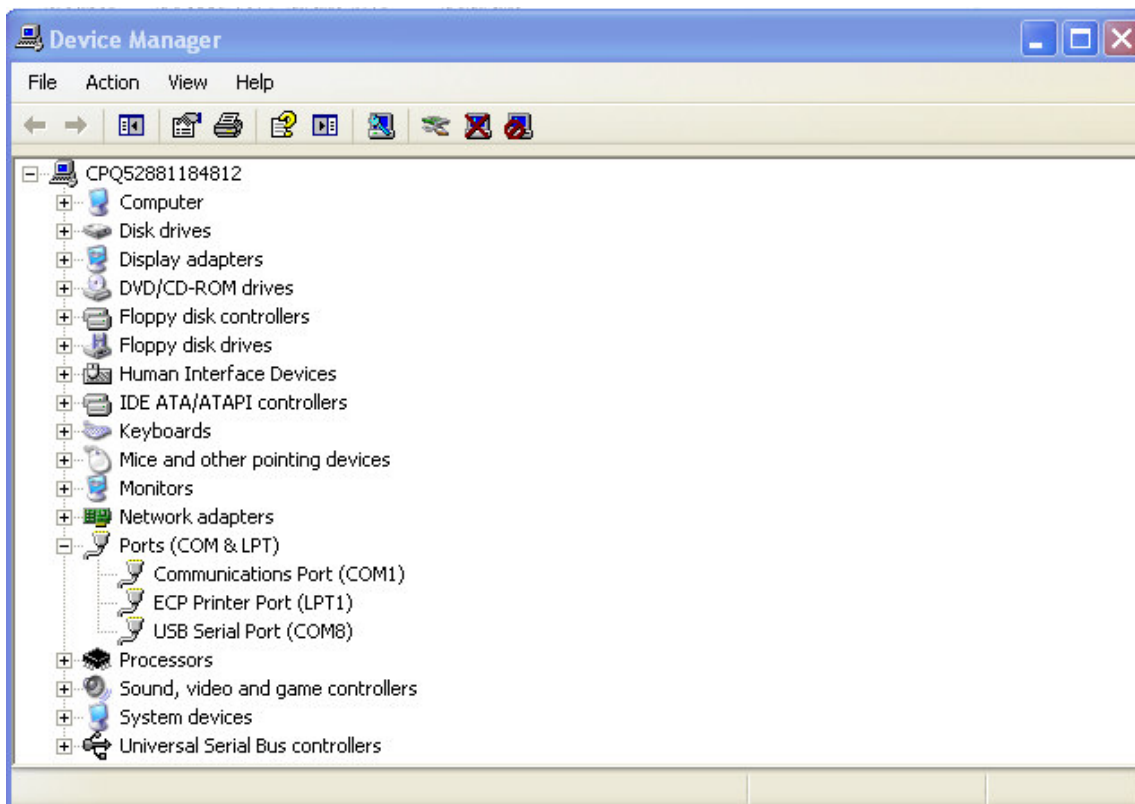 Device Manager
File Action View Help
CPQ52881184812
Computer
Disk drives
Display adapters
DVD/CD-ROM drives
Floppy disk controllers
Floppy disk drives
Human Interface Devices
IDE ATA/ATAPI controllers
Keyboards
Mice and other pointing devices
Monitors
Network adapters
Ports (COM & LPT)
Communications Port (COM1)
ECP Printer Port (LPT1)
USB Serial Port (COM8)
Processors
Sound, video and game controllers
System devices
Universal Serial Bus controllers